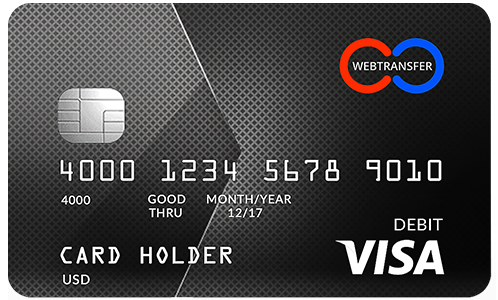 WEBTRANSFER
4000 1234 5678 9010
4000 GOOD THRU MONTH/YEAR 12/17
DEBIT
VISA
CARD HOLDER
USD